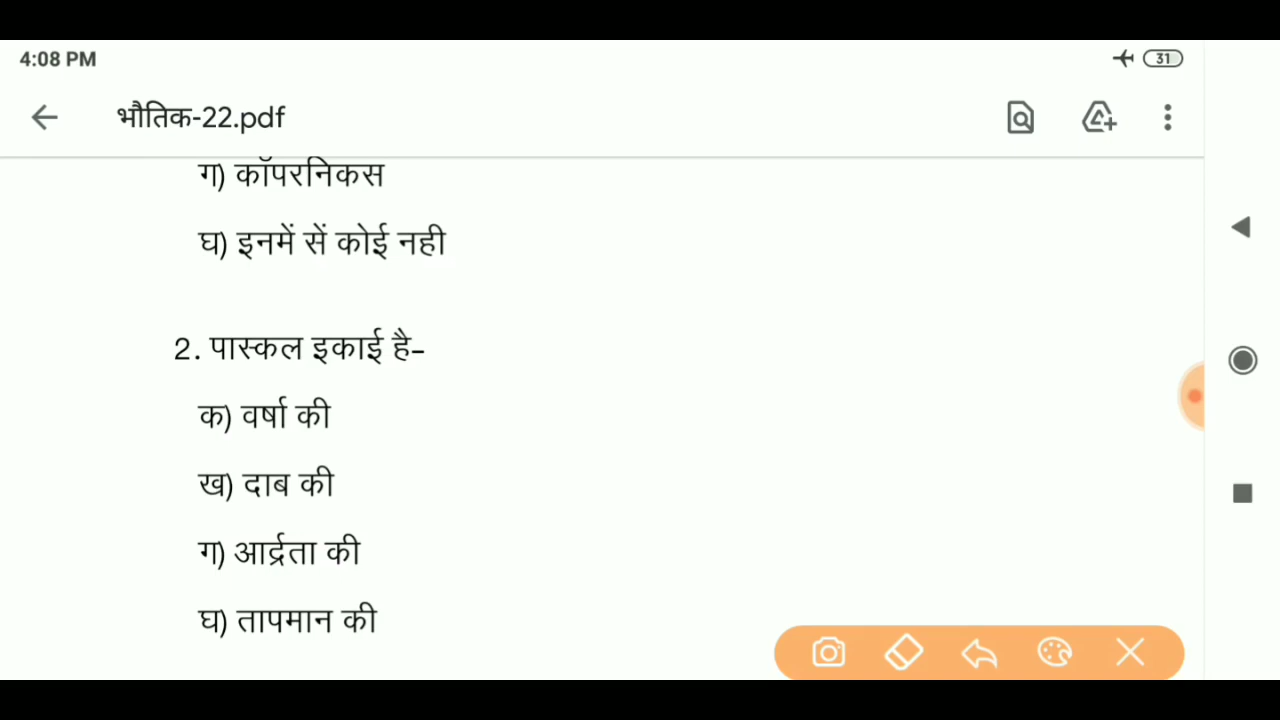 4:08 PM
31
भौतिक-22.pdf
ग) कॉपरनिकस
घ) इनमें सें कोई नही
2. पास्कल इकाई है-
क) वर्षा की
ख) दाब की
ग) आर्द्रता की
घ) तापमान की